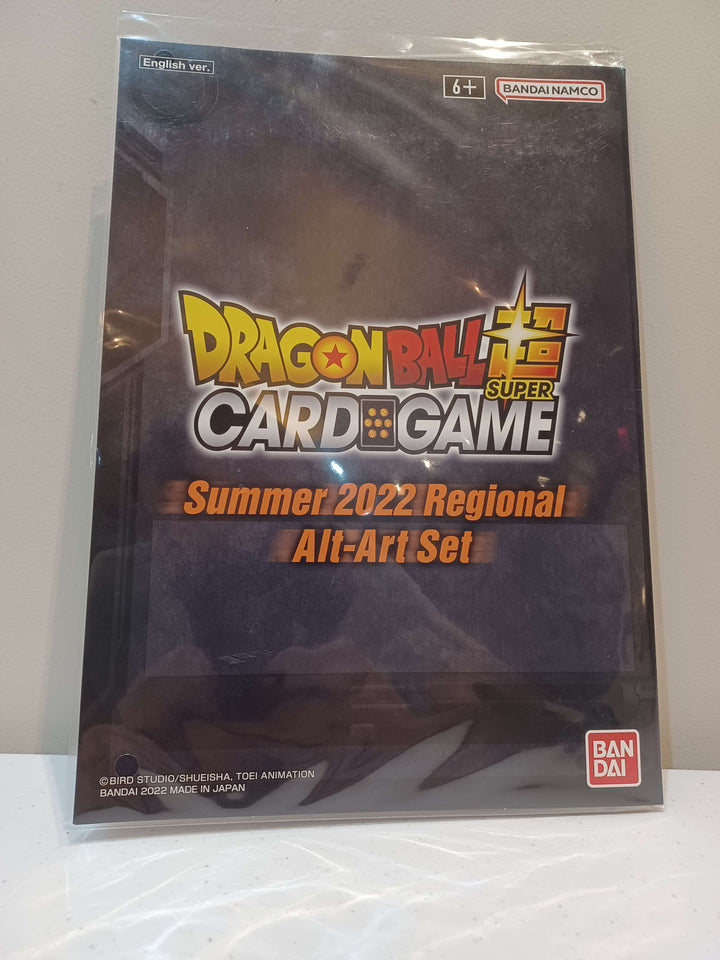 English ver.
6+
BANDAI NAMCO
DRAGON BALL 超
SUPER
CARD GAME
Summer 2022 Regional
Alt-Art Set
©BIRD STUDIO/SHUEISHA, TOEI ANIMATION
BANDAI 2022 MADE IN JAPAN
BAN
DAI